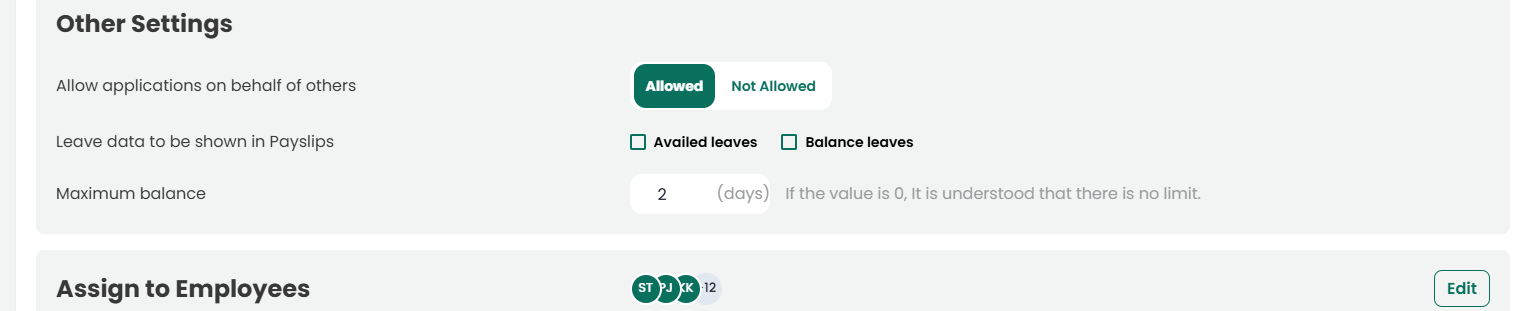 Other Settings
Allow applications on behalf of others Allowed Not Allowed
Leave data to be shown in Payslips Availed leaves Balance leaves
Maximum balance 2 (days) If the value is 0, It is understood that there is no limit.
Assign to Employees ST PJ KK +12 Edit